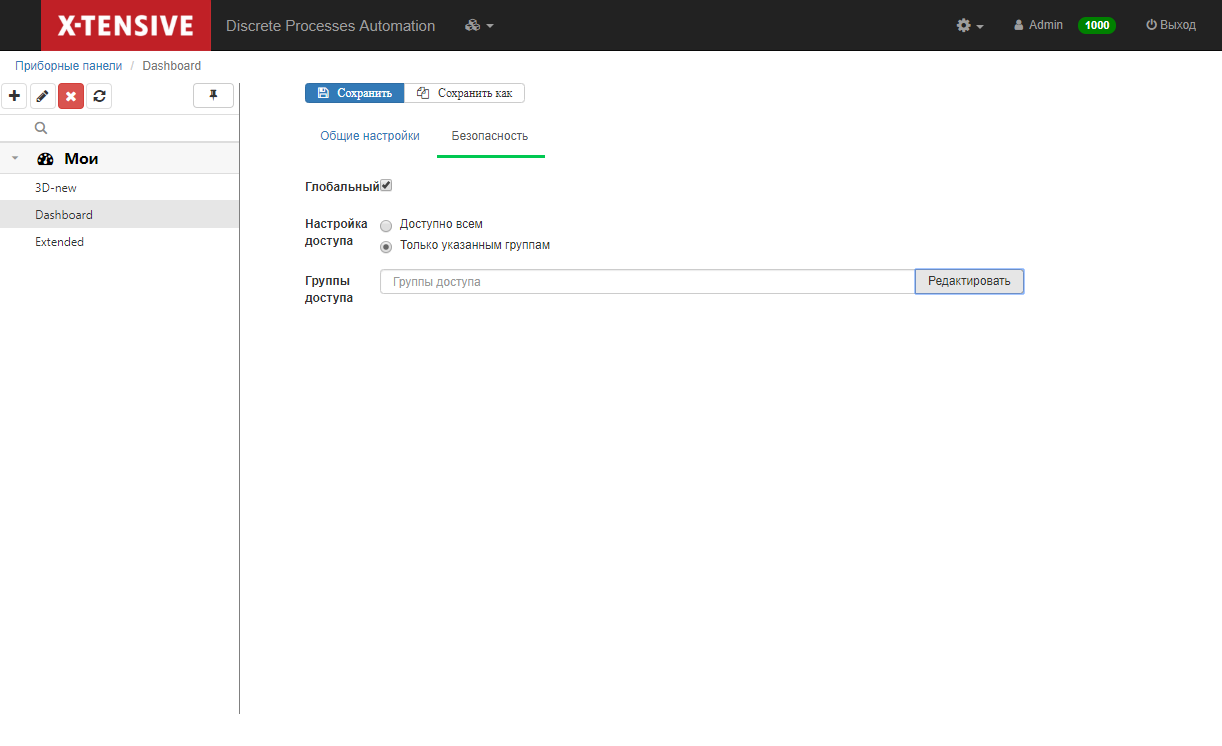 X-TENSIVE Discrete Processes Automation Admin 1000 Выход
Приборные панели / Dashboard
Сохранить Сохранить как
Общие настройки Безопасность
Мои
3D-new
Dashboard
Extended
Глобальный
Настройка
доступа
Доступно всем
Только указанным группам
Группы
доступа
Группы доступа Редактировать